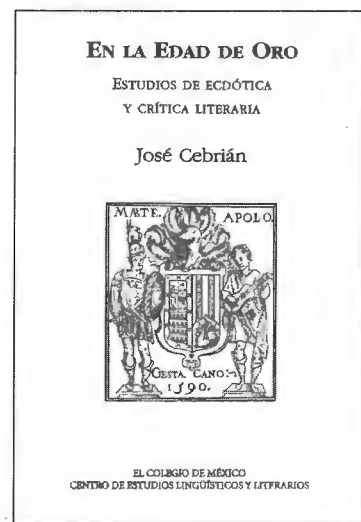 EN LA EDAD DE ORO
ESTUDIOS DE ECDÓTICA
Y CRÍTICA LITERARIA
José Cebrián
MARTE. APOLO.
GESTA. CANO:
1590.
EL COLEGIO DE MÉXICO
CENTRO DE ESTUDIOS LINGÜÍSTICOS Y LITERARIOS